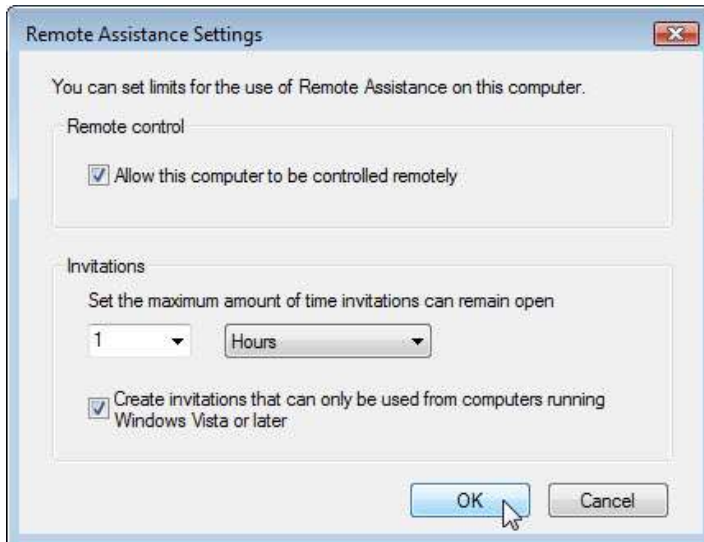 Remote Assistance Settings
You can set limits for the use of Remote Assistance on this computer.
Remote control
Allow this computer to be controlled remotely
Invitations
Set the maximum amount of time invitations can remain open
1 Hours
Create invitations that can only be used from computers running
Windows Vista or later
OK Cancel